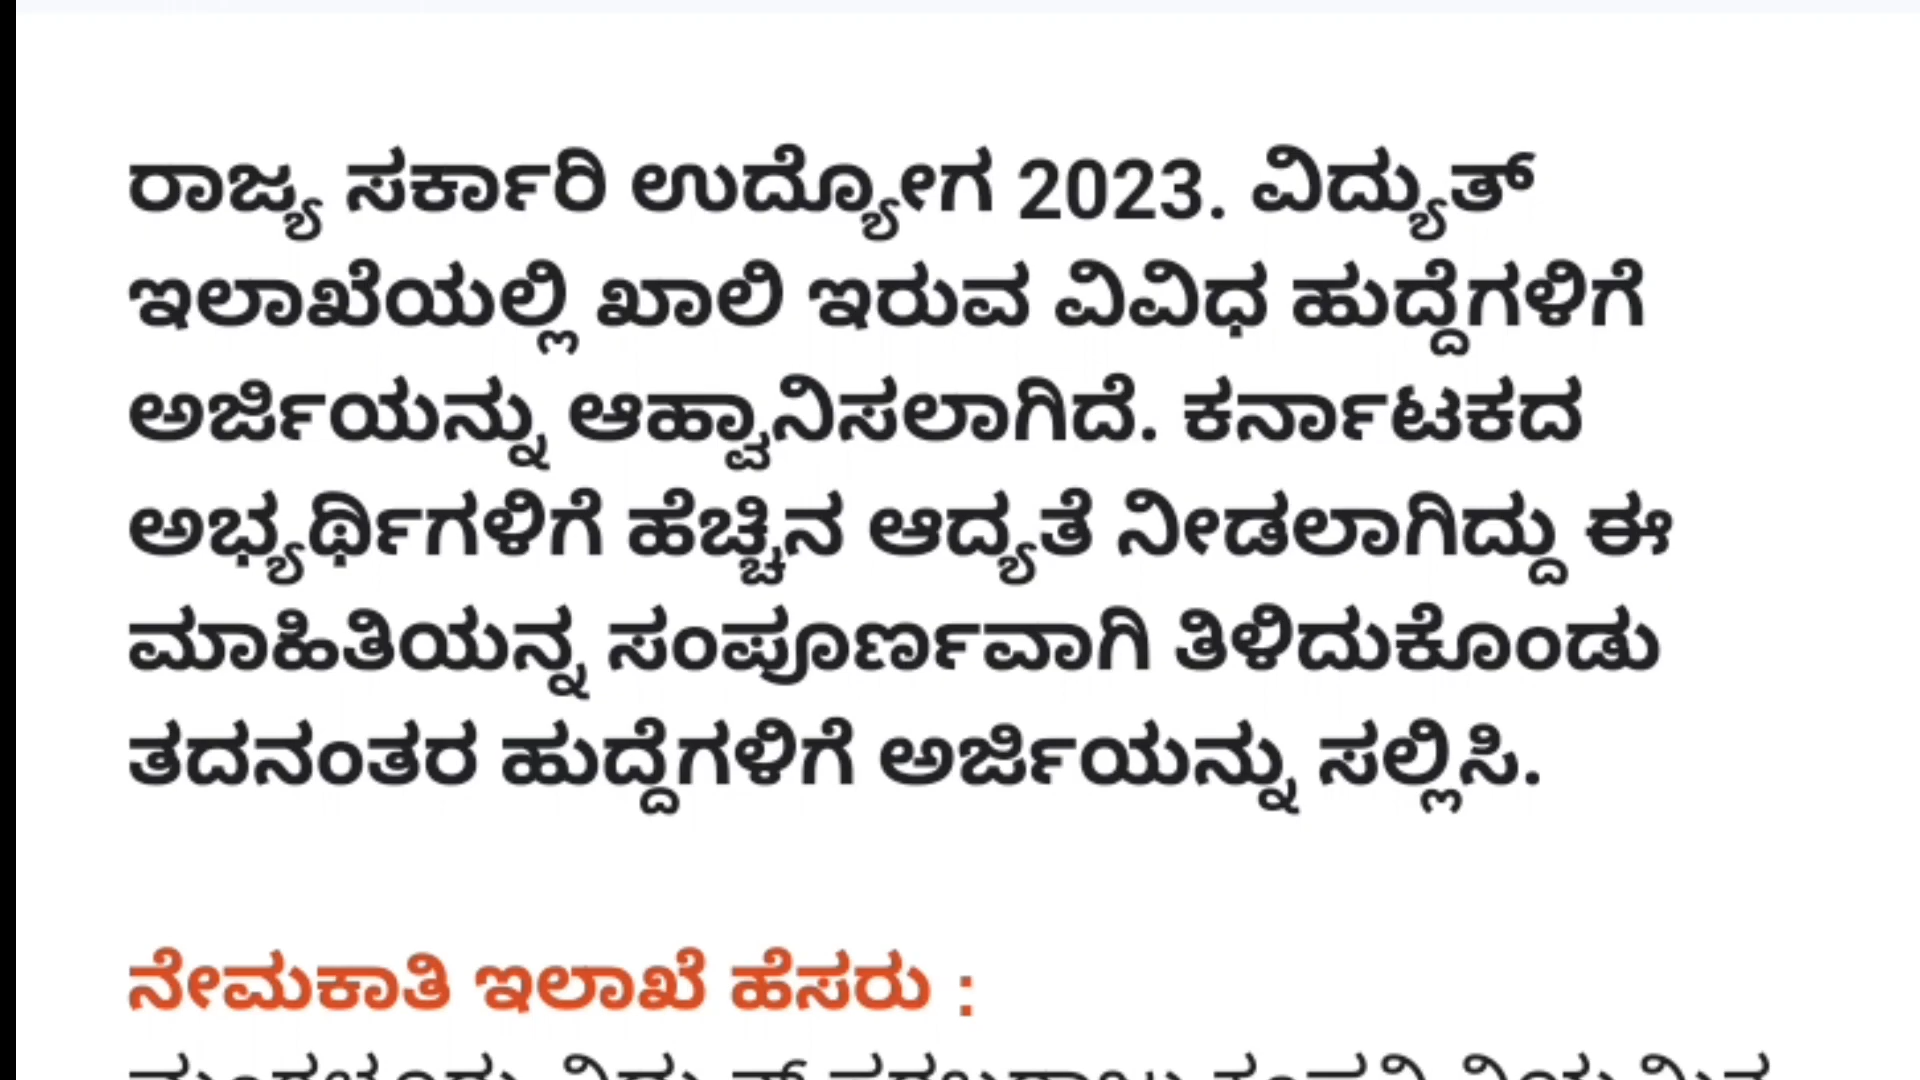 ರಾಜ್ಯ ಸರ್ಕಾರಿ ಉದ್ಯೋಗ 2023. ವಿದ್ಯುತ್
ಇಲಾಖೆಯಲ್ಲಿ ಖಾಲಿ ಇರುವ ವಿವಿಧ ಹುದ್ದೆಗಳಿಗೆ
ಅರ್ಜಿಯನ್ನು ಆಹ್ವಾನಿಸಲಾಗಿದೆ. ಕರ್ನಾಟಕದ
ಅಭ್ಯರ್ಥಿಗಳಿಗೆ ಹೆಚ್ಚಿನ ಆದ್ಯತೆ ನೀಡಲಾಗಿದ್ದು ಈ
ಮಾಹಿತಿಯನ್ನ ಸಂಪೂರ್ಣವಾಗಿ ತಿಳಿದುಕೊಂಡು
ತದನಂತರ ಹುದ್ದೆಗಳಿಗೆ ಅರ್ಜಿಯನ್ನು ಸಲ್ಲಿಸಿ.
ನೇಮಕಾತಿ ಇಲಾಖೆ ಹೆಸರು :